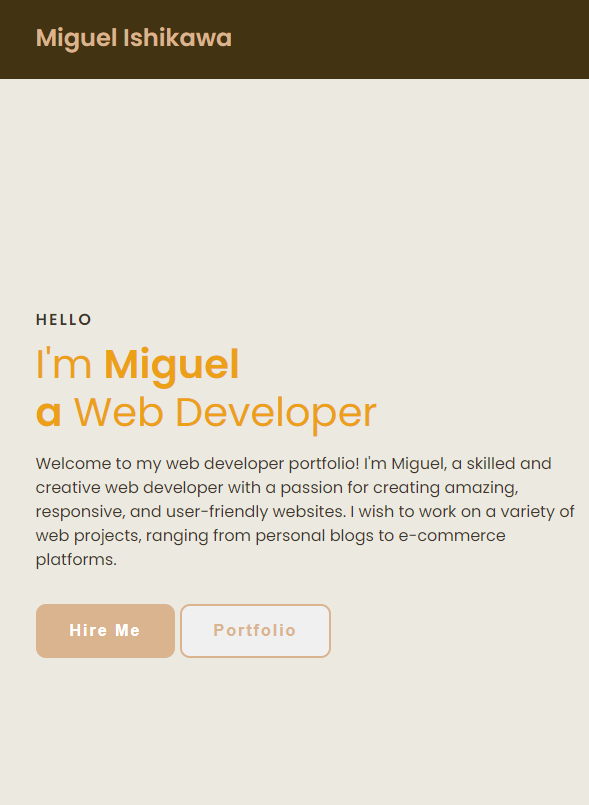 Miguel Ishikawa
HELLO
I'm Miguel
a Web Developer
Welcome to my web developer portfolio! I'm Miguel, a skilled and
creative web developer with a passion for creating amazing,
responsive, and user-friendly websites. I wish to work on a variety of
web projects, ranging from personal blogs to e-commerce
platforms.
Hire Me
Portfolio